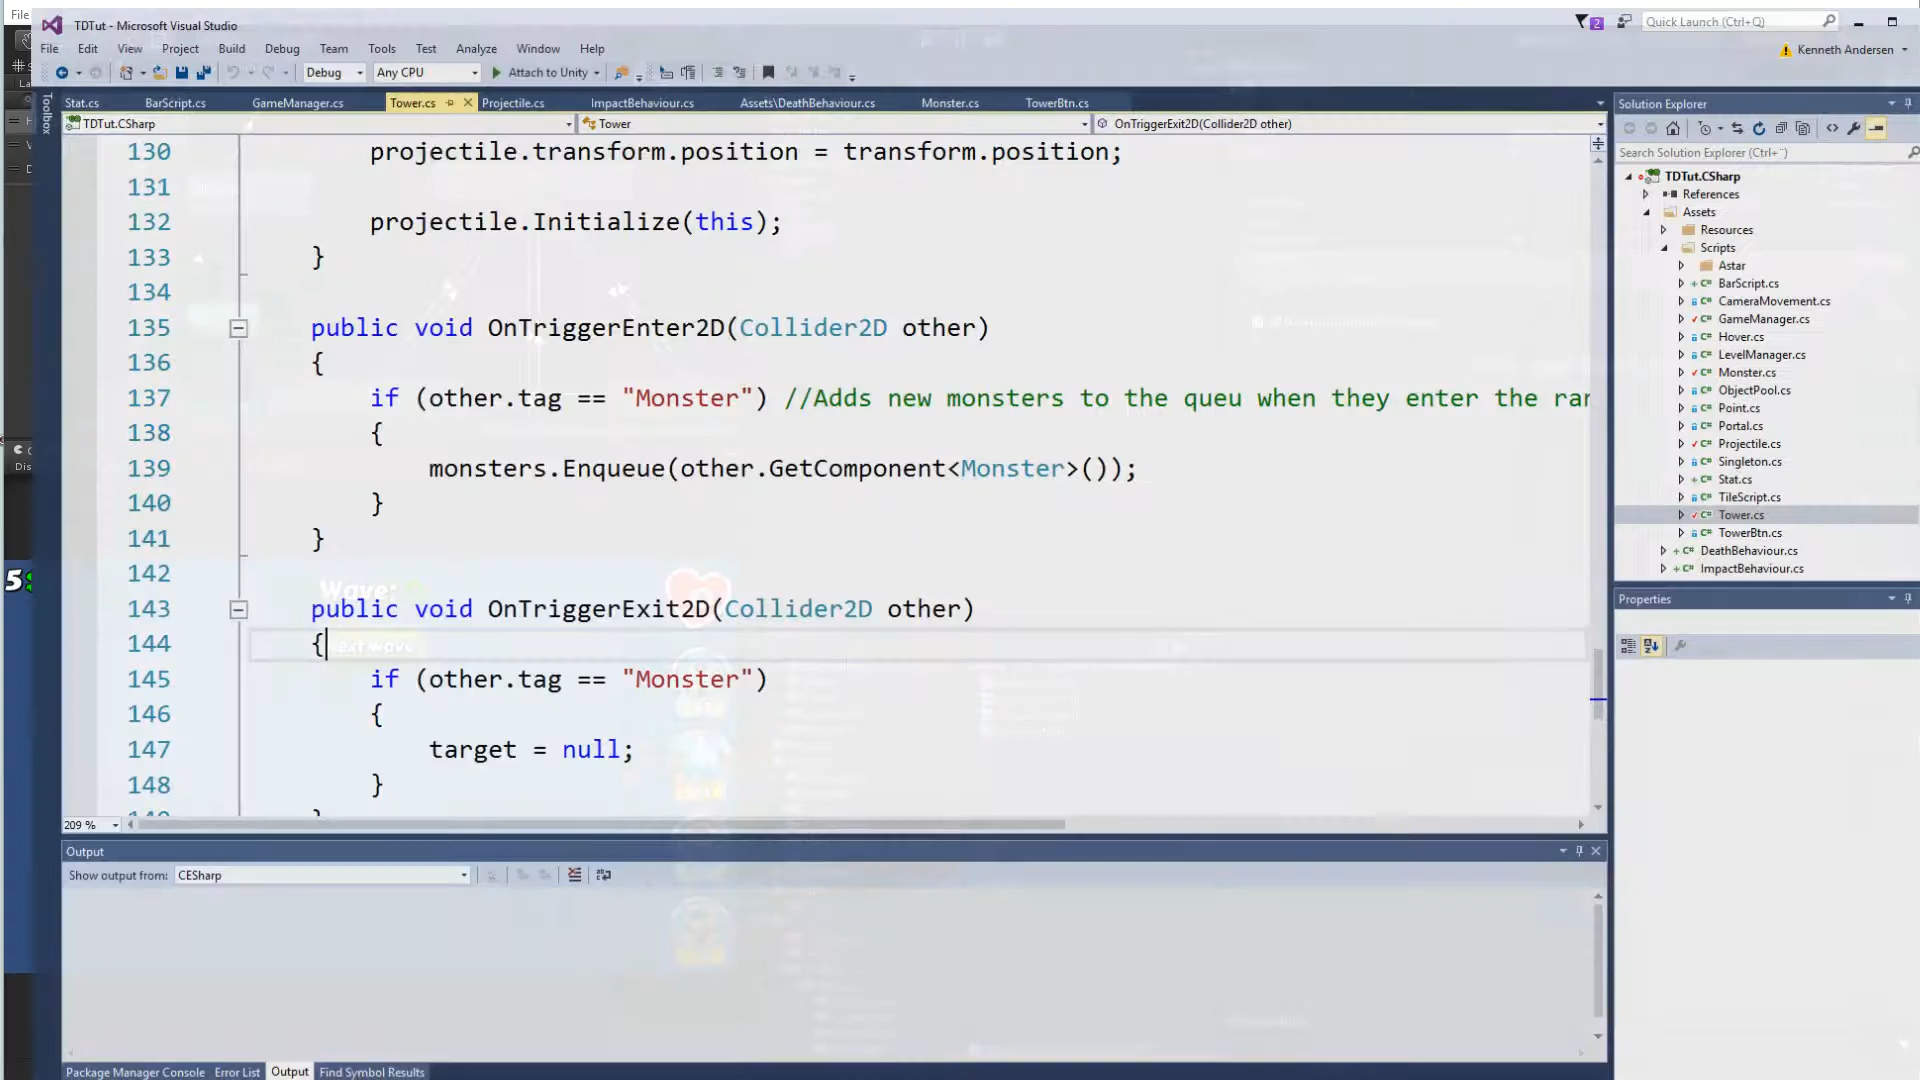 File
TDTut - Microsoft Visual Studio
2
Quick Launch (Ctrl+Q)
File Edit View Project Build Debug Team Tools Test Analyze Window Help
Kenneth Andersen
Debug Any CPU Attach to Unity
Toolbox
Stat.cs BarScript.cs GameManager.cs Tower.cs Projectile.cs ImpactBehaviour.cs Assets\DeathBehaviour.cs Monster.cs TowerBtn.cs
TDTut.CSharp Tower OnTriggerExit2D(Collider2D other)
130 projectile.transform.position = transform.position;
131
132 projectile.Initialize(this);
133 }
134
135 public void OnTriggerEnter2D(Collider2D other)
136 {
137 if (other.tag == "Monster") //Adds new monsters to the queu when they enter the ran
138 {
139 monsters.Enqueue(other.GetComponent<Monster>());
140 }
141 }
142
Wave:
143 public void OnTriggerExit2D(Collider2D other)
144 {
ext wave
145 if (other.tag == "Monster")
146 {
147 target = null;
148 }
149 }
5
209 %
Output
Show output from: CESharp
Package Manager Console Error List Output Find Symbol Results
Solution Explorer
Search Solution Explorer (Ctrl+¨)
TDTut.CSharp
References
Assets
Resources
Scripts
Astar
BarScript.cs
CameraMovement.cs
GameManager.cs
Hover.cs
LevelManager.cs
Monster.cs
ObjectPool.cs
Point.cs
Portal.cs
Projectile.cs
Singleton.cs
Stat.cs
TileScript.cs
Tower.cs
TowerBtn.cs
DeathBehaviour.cs
ImpactBehaviour.cs
Properties